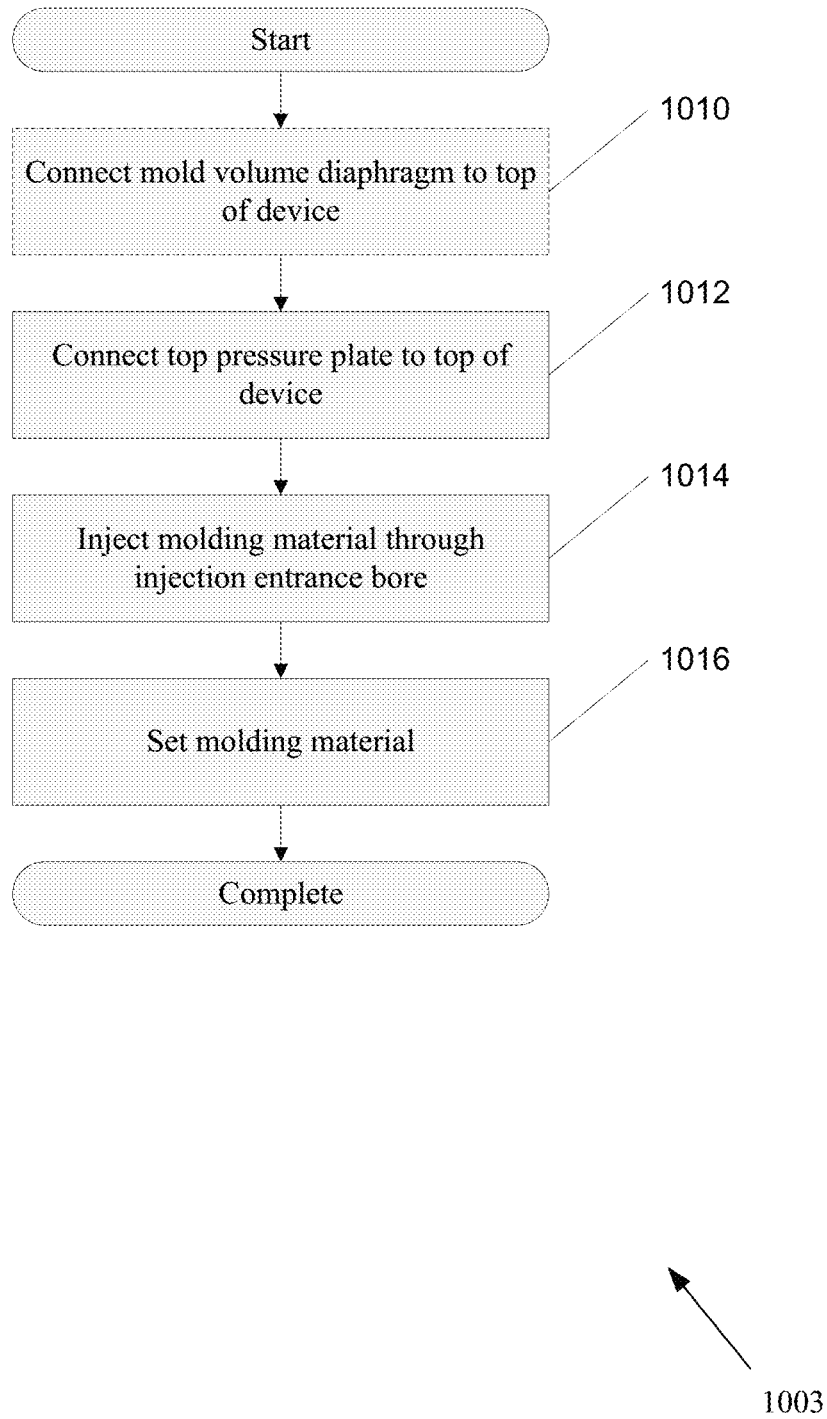 Start
1010
Connect mold volume diaphragm to top
of device
1012
Connect top pressure plate to top of
device
1014
Inject molding material through
injection entrance bore
1016
Set molding material
Complete
1003